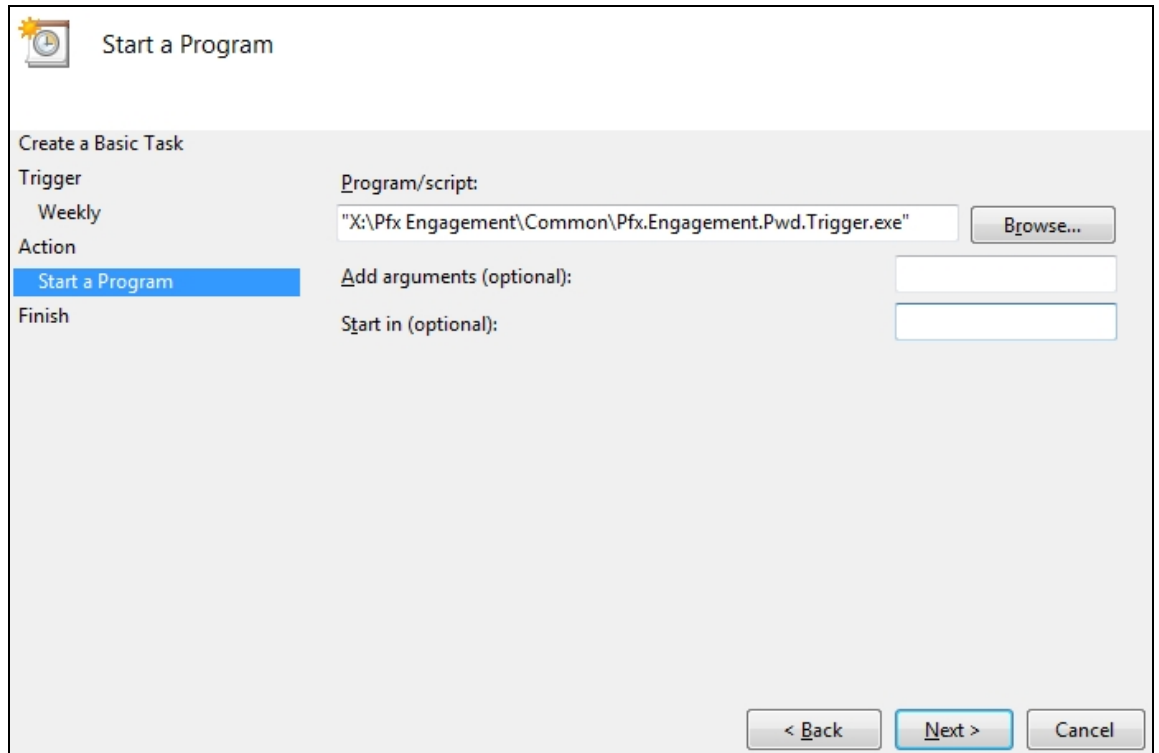 Start a Program
Create a Basic Task
Trigger
Weekly
Action
Start a Program
Finish
Program/script:
"X:\Pfx Engagement\Common\Pfx.Engagement.Pwd.Trigger.exe"
Browse...
Add arguments (optional):
Start in (optional):
< Back
Next >
Cancel